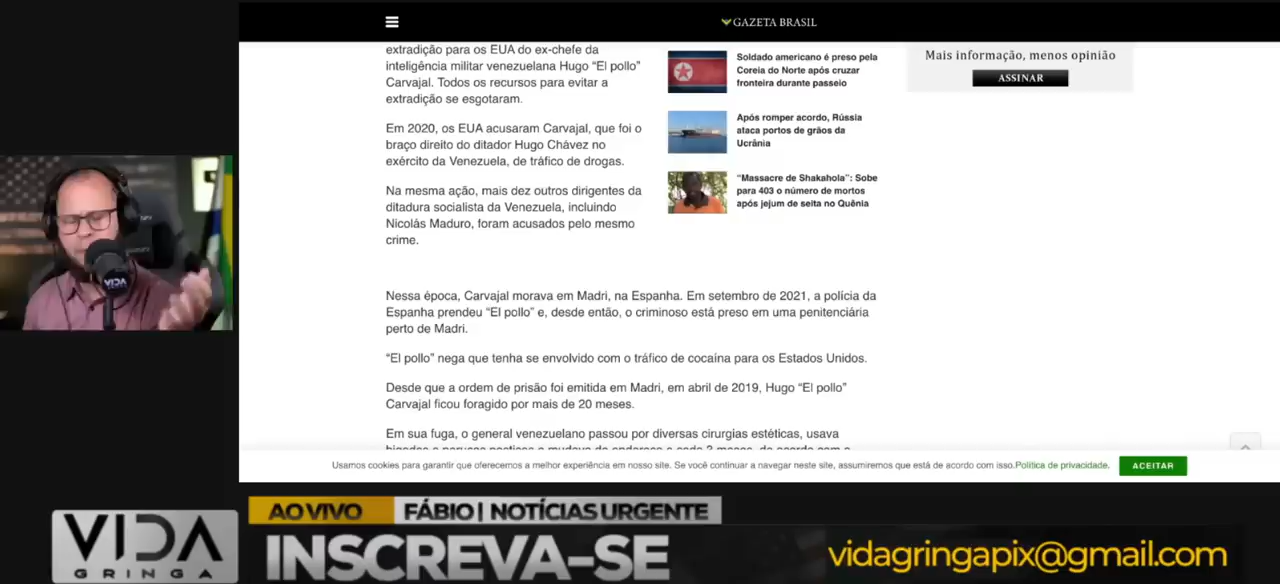 GAZETA BRASIL
extradição para os EUA do ex-chefe da
inteligência militar venezuelana Hugo “El pollo”
Carvajal. Todos os recursos para evitar a
extradição se esgotaram.
Em 2020, os EUA acusaram Carvajal, que foi o
braço direito do ditador Hugo Chávez no
exército da Venezuela, de tráfico de drogas.
Na mesma ação, mais dez outros dirigentes da
ditadura socialista da Venezuela, incluindo
Nicolás Maduro, foram acusados pelo mesmo
crime.
Soldado americano é preso pela
Coreia do Norte após cruzar
fronteira durante passeio
Após romper acordo, Rússia
ataca portos de grãos da
Ucrânia
“Massacre de Shakahola”: Sobe
para 403 o número de mortos
após jejum de seita no Quênia
Mais informação, menos opinião
ASSINAR
Nessa época, Carvajal morava em Madri, na Espanha. Em setembro de 2021, a polícia da
Espanha prendeu “El pollo” e, desde então, o criminoso está preso em uma penitenciária
perto de Madri.
“El pollo” nega que tenha se envolvido com o tráfico de cocaína para os Estados Unidos.
Desde que a ordem de prisão foi emitida em Madri, em abril de 2019, Hugo “El pollo”
Carvajal ficou foragido por mais de 20 meses.
Em sua fuga, o general venezuelano passou por diversas cirurgias estéticas, usava
Usamos cookies para garantir que oferecemos a melhor experiência em nosso site. Se você continuar a navegar neste site, assumiremos que está de acordo com isso.Política de privacidade.
ACEITAR
VIDA
AO VIVO
FÁBIO | NOTÍCIAS URGENTE
VIDA
GRINGA
INSCREVA-SE
vidagringapix@gmail.com